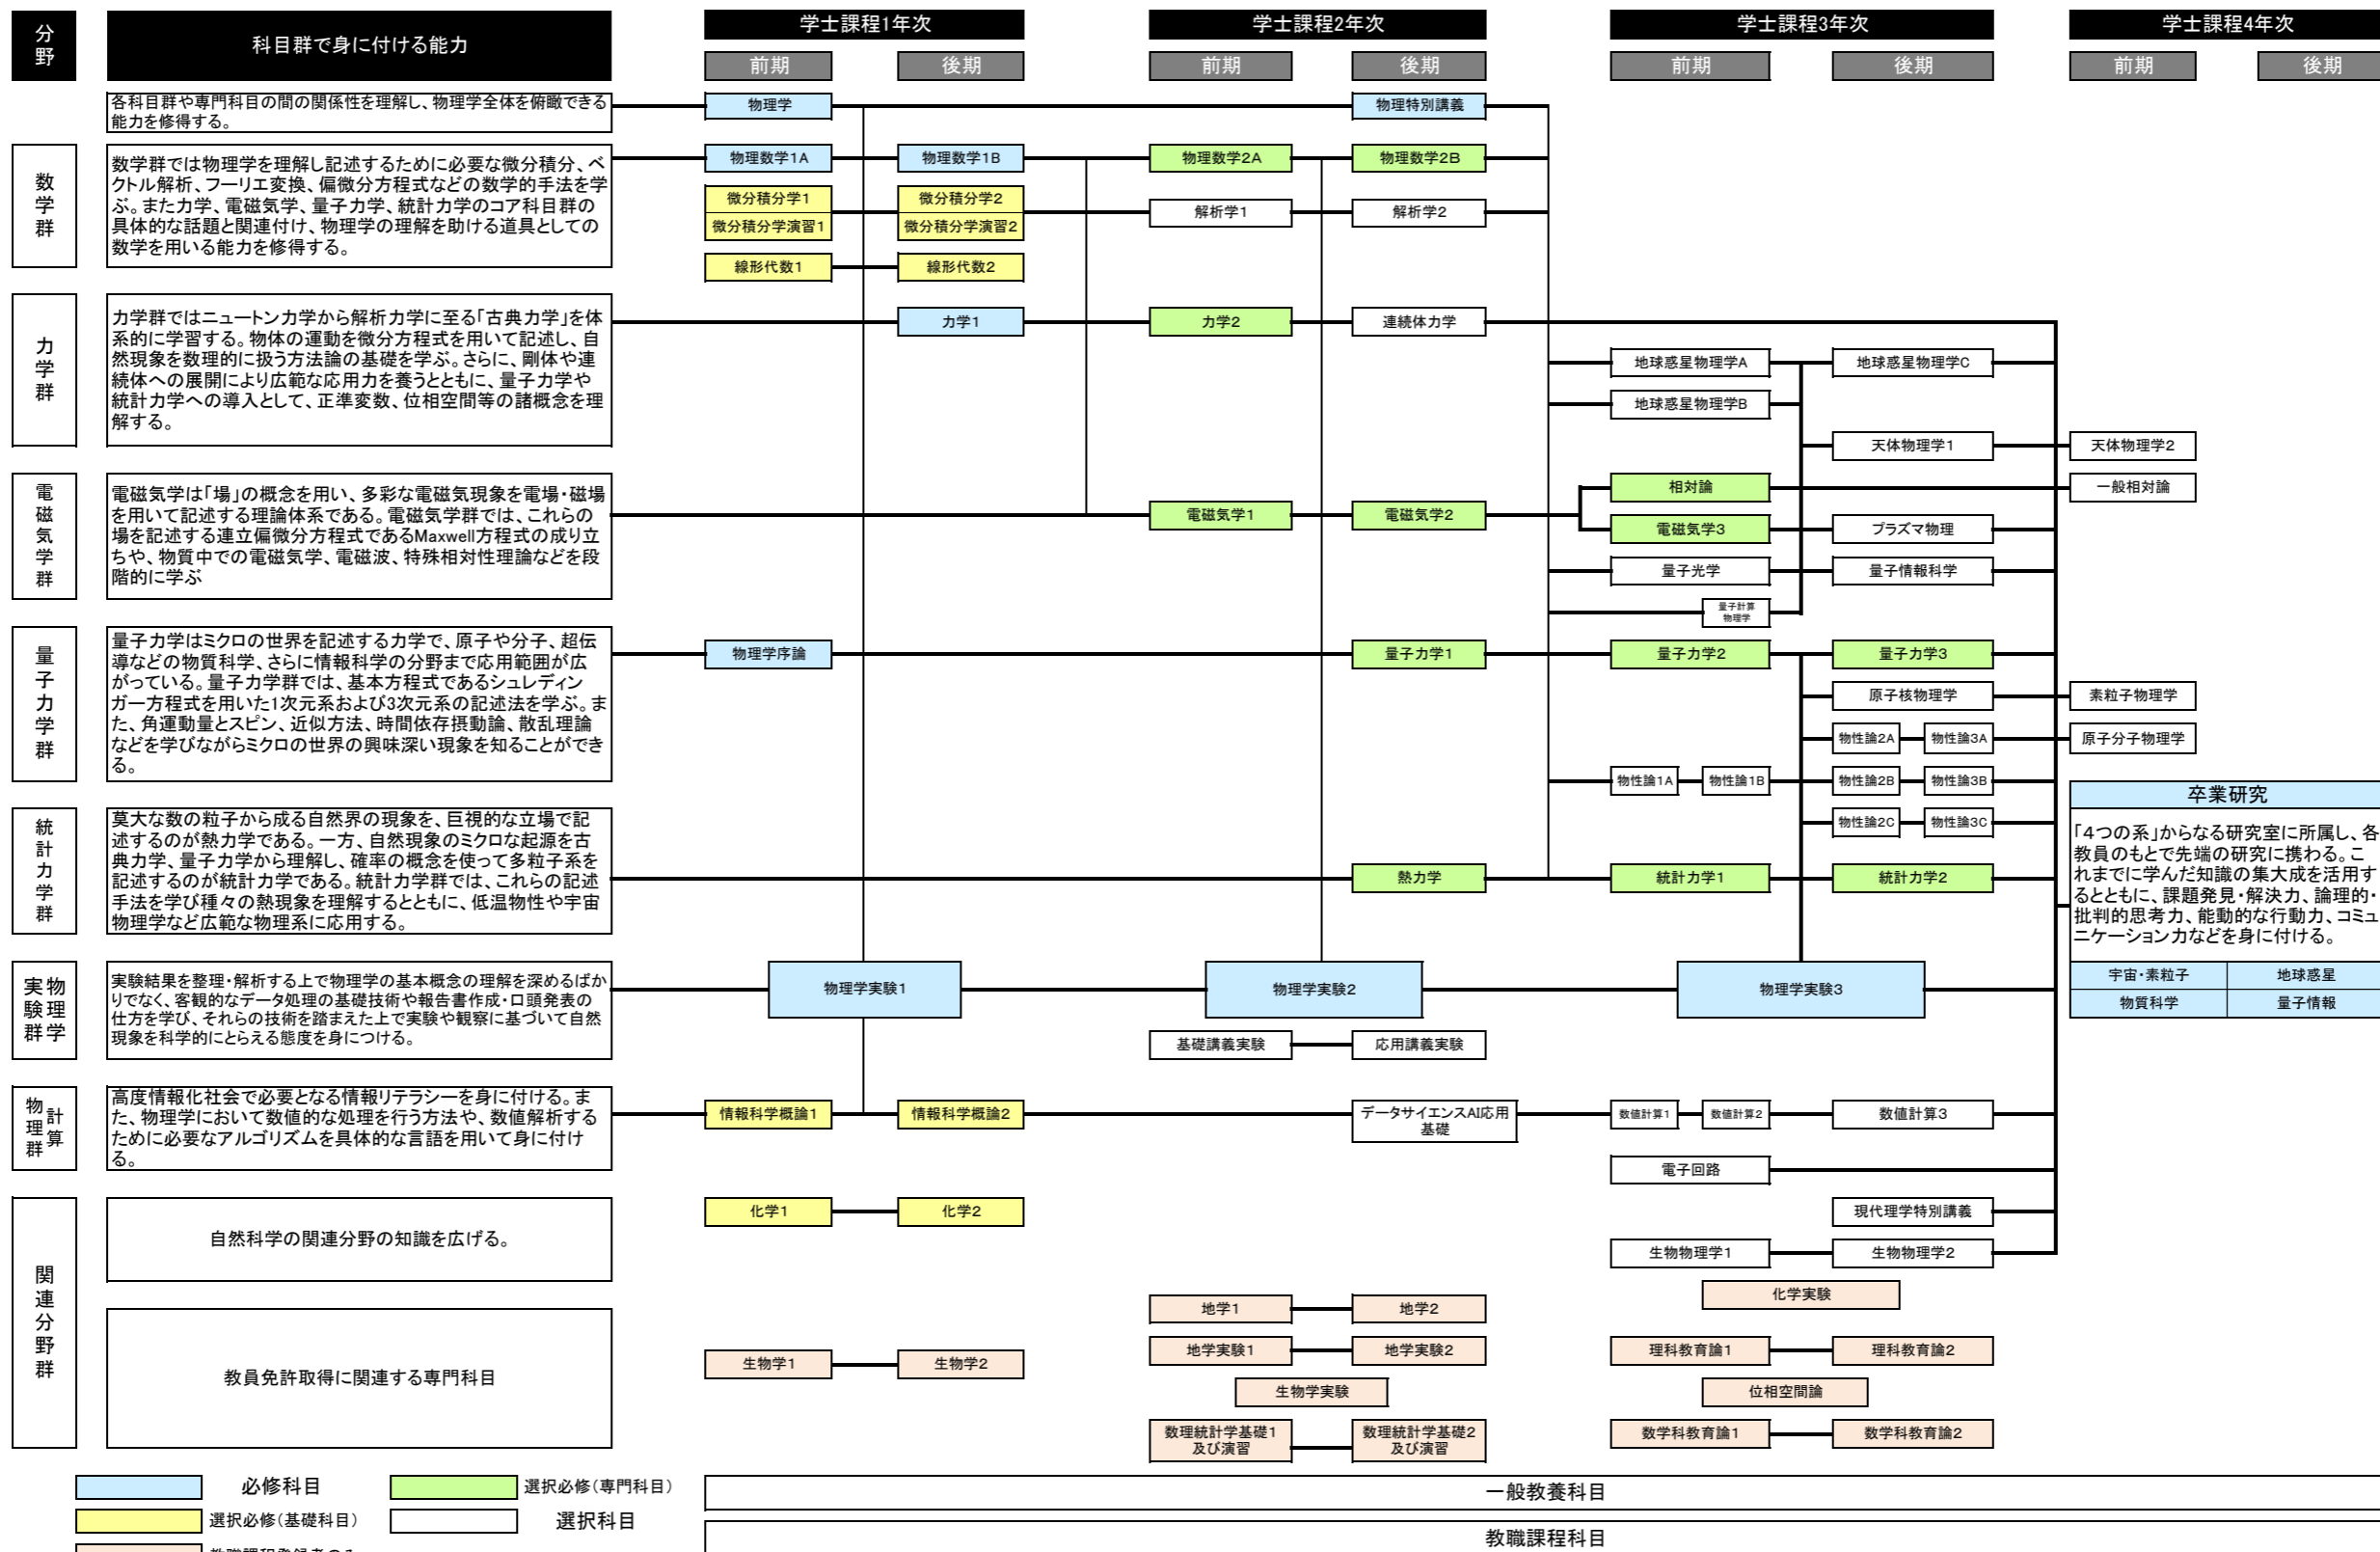 分野
科目群で身に付ける能力
学士課程1年次
学士課程2年次
学士課程3年次
学士課程4年次
前期
後期
前期
後期
前期
後期
前期
後期
各科目群や専門科目の間の関係性を理解し、物理学全体を俯瞰できる
能力を修得する。
物理学
物理特別講義
数学群
数学群では物理学を理解し記述するために必要な微分積分、ベ
クトル解析、フーリエ変換、偏微分方程式などの数学的手法を学
ぶ。また力学、電磁気学、量子力学、統計力学のコア科目群の
具体的な話題と関連付け、物理学の理解を助ける道具としての
数学を用いる能力を修得する。
物理数学1A
物理数学1B
物理数学2A
物理数学2B
微分積分学1
微分積分学2
微分積分学演習1
微分積分学演習2
解析学1
解析学2
線形代数1
線形代数2
力学群
力学群ではニュートン力学から解析力学に至る「古典力学」を体
系的に学習する。物体の運動を微分方程式を用いて記述し、自
然現象を数理的に扱う方法論の基礎を学ぶ。さらに、剛体や連
続体への展開により広範な応用力を養うとともに、量子力学や
統計力学への導入として、正準変数、位相空間等の諸概念を理
解する。
力学1
力学2
連続体力学
地球惑星物理学A
地球惑星物理学C
地球惑星物理学B
天体物理学1
天体物理学2
電磁気学群
電磁気学は「場」の概念を用い、多彩な電磁気現象を電場・磁場
を用いて記述する理論体系である。電磁気学群では、これらの
場を記述する連立偏微分方程式であるMaxwell方程式の成り立
ちや、物質中での電磁気学、電磁波、特殊相対性理論などを段
階的に学ぶ
相対論
一般相対論
電磁気学1
電磁気学2
電磁気学3
プラズマ物理
量子光学
量子情報科学
量子計算
物理学
量子力学群
量子力学はミクロの世界を記述する力学で、原子や分子、超伝
導などの物質科学、さらに情報科学の分野まで応用範囲が広
がっている。量子力学群では、基本方程式であるシュレディン
ガー方程式を用いた1次元系および3次元系の記述法を学ぶ。ま
た、角運動量とスピン、近似方法、時間依存摂動論、散乱理論
などを学びながらミクロの世界の興味深い現象を知ることができ
る。
物理学序論
量子力学1
量子力学2
量子力学3
原子核物理学
素粒子物理学
物性論2A
物性論3A
原子分子物理学
物性論1A
物性論1B
物性論2B
物性論3B
物性論2C
物性論3C
統計力学群
莫大な数の粒子から成る自然界の現象を、巨視的な立場で記
述するのが熱力学である。一方、自然現象のミクロな起源を古
典力学、量子力学から理解し、確率の概念を使って多粒子系を
記述するのが統計力学である。統計力学群では、これらの記述
手法を学び種々の熱現象を理解するとともに、低温物性や宇宙
物理学など広範な物理系に応用する。
熱力学
統計力学1
統計力学2
卒業研究
「4つの系」からなる研究室に所属し、各
教員のもとで先端の研究に携わる。こ
れまでに学んだ知識の集大成を活用す
るとともに、課題発見・解決力、論理的・
批判的思考力、能動的な行動力、コミュ
ニケーション力などを身に付ける。
宇宙・素粒子
地球惑星
物質科学
量子情報
物理学実験群
実験結果を整理・解析する上で物理学の基本概念の理解を深めるばか
りでなく、客観的なデータ処理の基礎技術や報告書作成・口頭発表の
仕方を学び、それらの技術を踏まえた上で実験や観察に基づいて自然
現象を科学的にとらえる態度を身につける。
物理学実験1
物理学実験2
物理学実験3
基礎講義実験
応用講義実験
計算物理群
高度情報化社会で必要となる情報リテラシーを身に付ける。ま
た、物理学において数値的な処理を行う方法や、数値解析する
ために必要なアルゴリズムを具体的な言語を用いて身に付け
る。
情報科学概論1
情報科学概論2
データサイエンスAI応用
基礎
数値計算1
数値計算2
数値計算3
電子回路
関連分野群
自然科学の関連分野の知識を広げる。
化学1
化学2
現代理学特別講義
生物物理学1
生物物理学2
化学実験
教員免許取得に関連する専門科目
地学1
地学2
地学実験1
地学実験2
理科教育論1
理科教育論2
生物学1
生物学2
生物学実験
位相空間論
数理統計学基礎1
及び演習
数理統計学基礎2
及び演習
数学科教育論1
数学科教育論2
必修科目
選択必修(専門科目)
一般教養科目
選択必修(基礎科目)
選択科目
教職課程科目